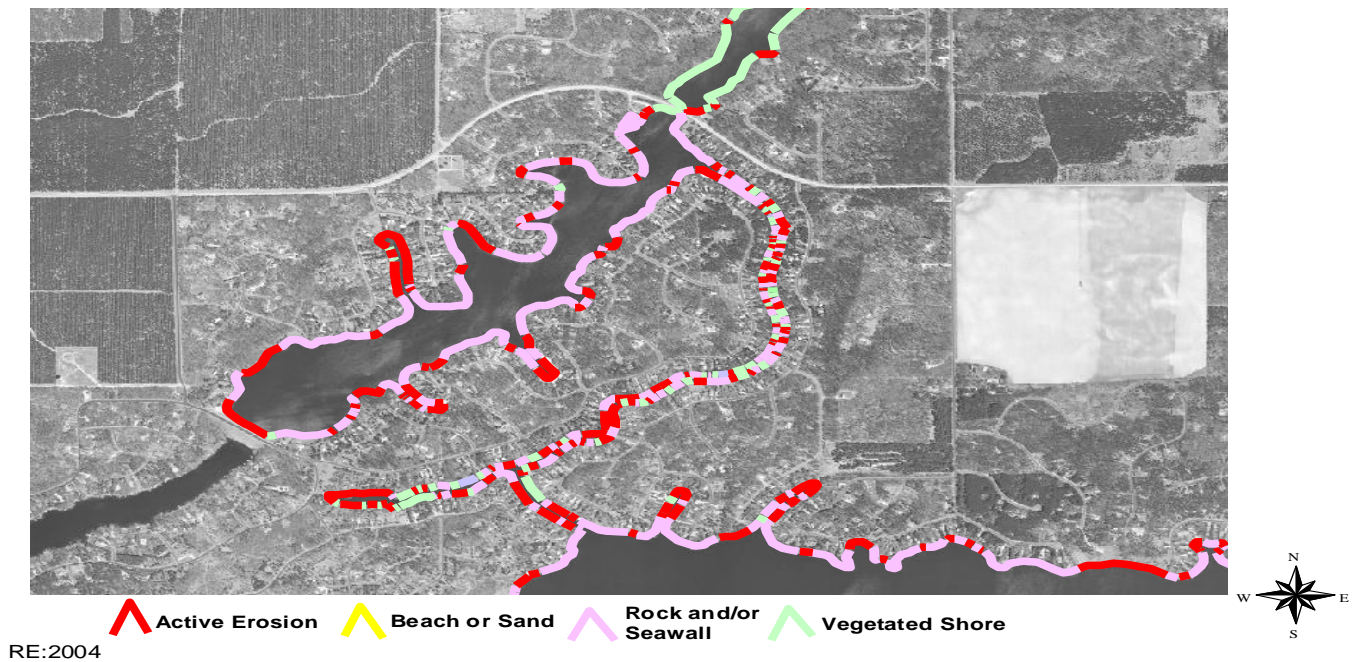 N
W E
S
Active Erosion
Beach or Sand
Rock and/or
Seawall
Vegetated Shore
RE:2004